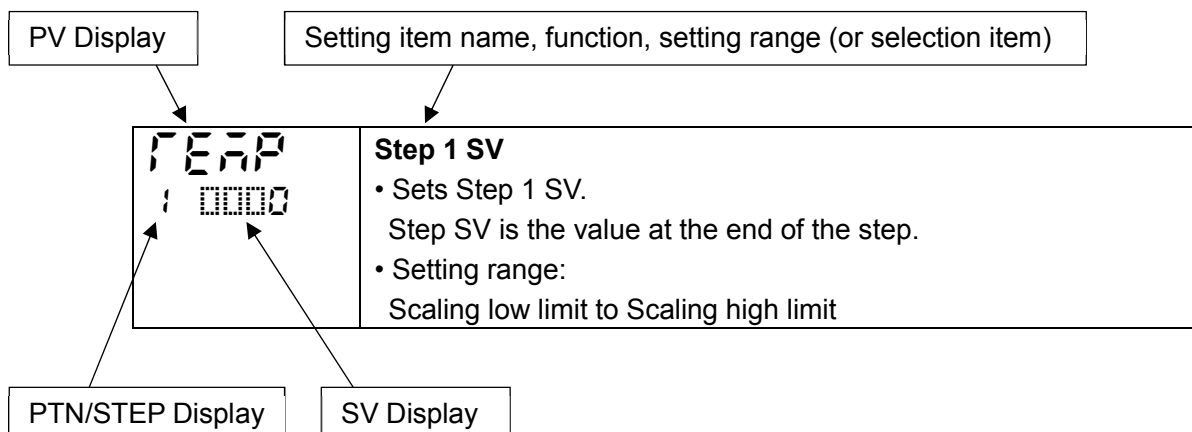 PV Display
Setting item name, function, setting range (or selection item)
TEMP
Step 1 SV
• Sets Step 1 SV.
1 0000
Step SV is the value at the end of the step.
• Setting range:
Scaling low limit to Scaling high limit
PTN/STEP Display
SV Display